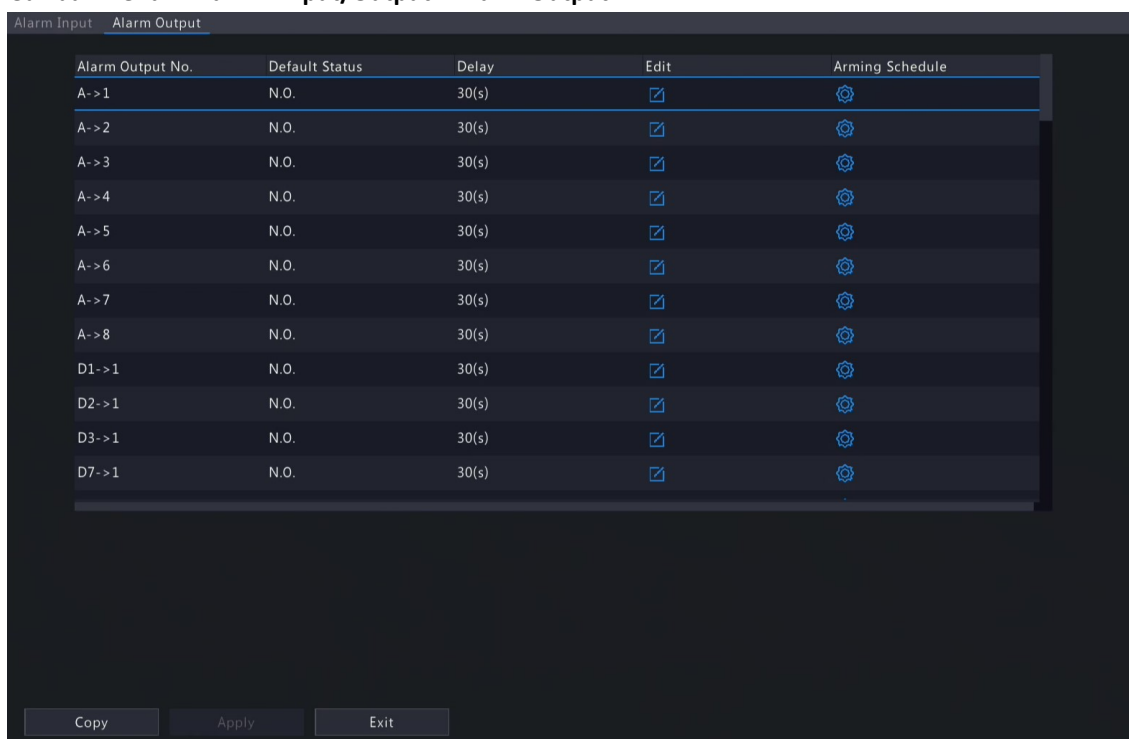 Alarm Input Alarm Output
Alarm Output No. Default Status Delay Edit Arming Schedule
A->1 N.O. 30(s)
A->2 N.O. 30(s)
A->3 N.O. 30(s)
A->4 N.O. 30(s)
A->5 N.O. 30(s)
A->6 N.O. 30(s)
A->7 N.O. 30(s)
A->8 N.O. 30(s)
D1->1 N.O. 30(s)
D2->1 N.O. 30(s)
D3->1 N.O. 30(s)
D7->1 N.O. 30(s)
Copy Apply Exit